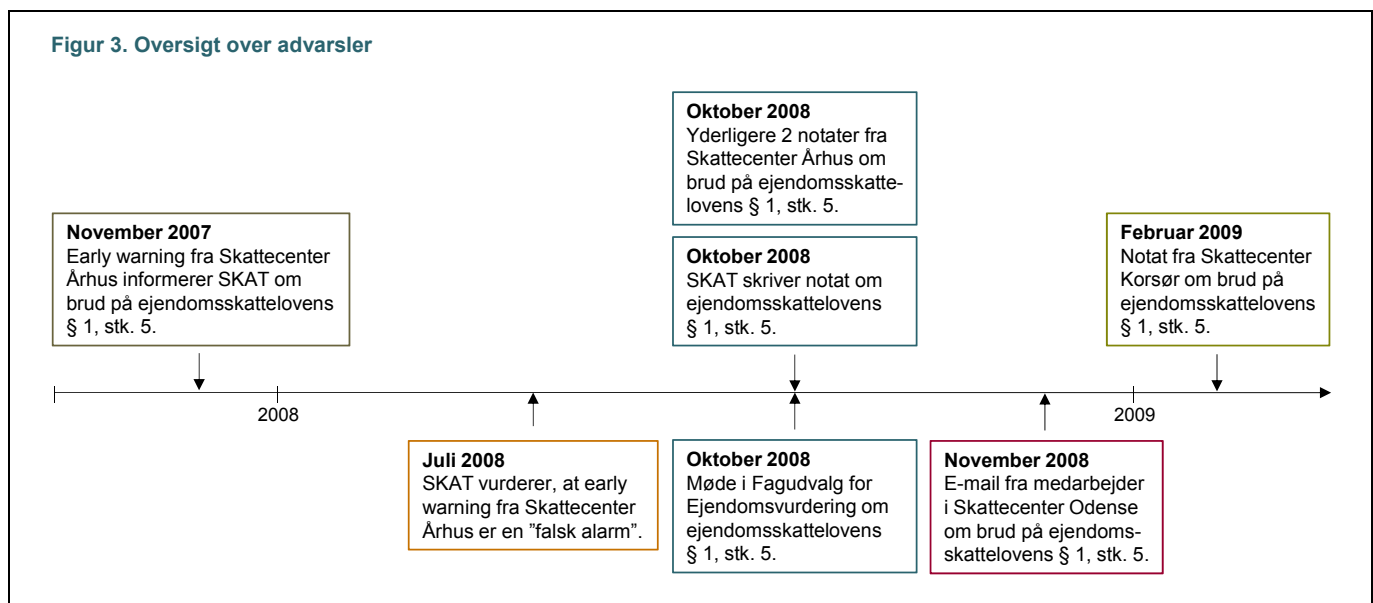 Figur 3. Oversigt over advarsler
November 2007
Early warning fra Skattecenter
Århus informerer SKAT om
brud på ejendomsskattelovens
§ 1, stk. 5.
Oktober 2008
Yderligere 2 notater fra
Skattecenter Århus om
brud på ejendomsskatte-
lovens § 1, stk. 5.
Oktober 2008
SKAT skriver notat om
ejendomsskattelovens
§ 1, stk. 5.
Februar 2009
Notat fra Skattecenter
Korsør om brud på
ejendomsskattelovens
§ 1, stk. 5.
2008
2009
Juli 2008
SKAT vurderer, at early
warning fra Skattecenter
Århus er en ”falsk alarm”.
Oktober 2008
Møde i Fagudvalg for
Ejendomsvurdering om
ejendomsskattelovens
§ 1, stk. 5.
November 2008
E-mail fra medarbejder
i Skattecenter Odense
om brud på ejendoms-
skattelovens § 1, stk. 5.